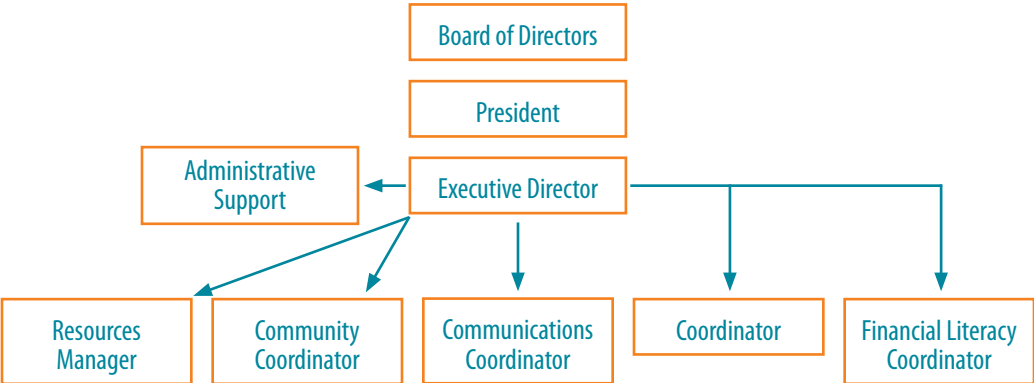 Board of Directors
President
Administrative
Support
Executive Director
Resources
Manager
Community
Coordinator
Communications
Coordinator
Coordinator
Financial Literacy
Coordinator